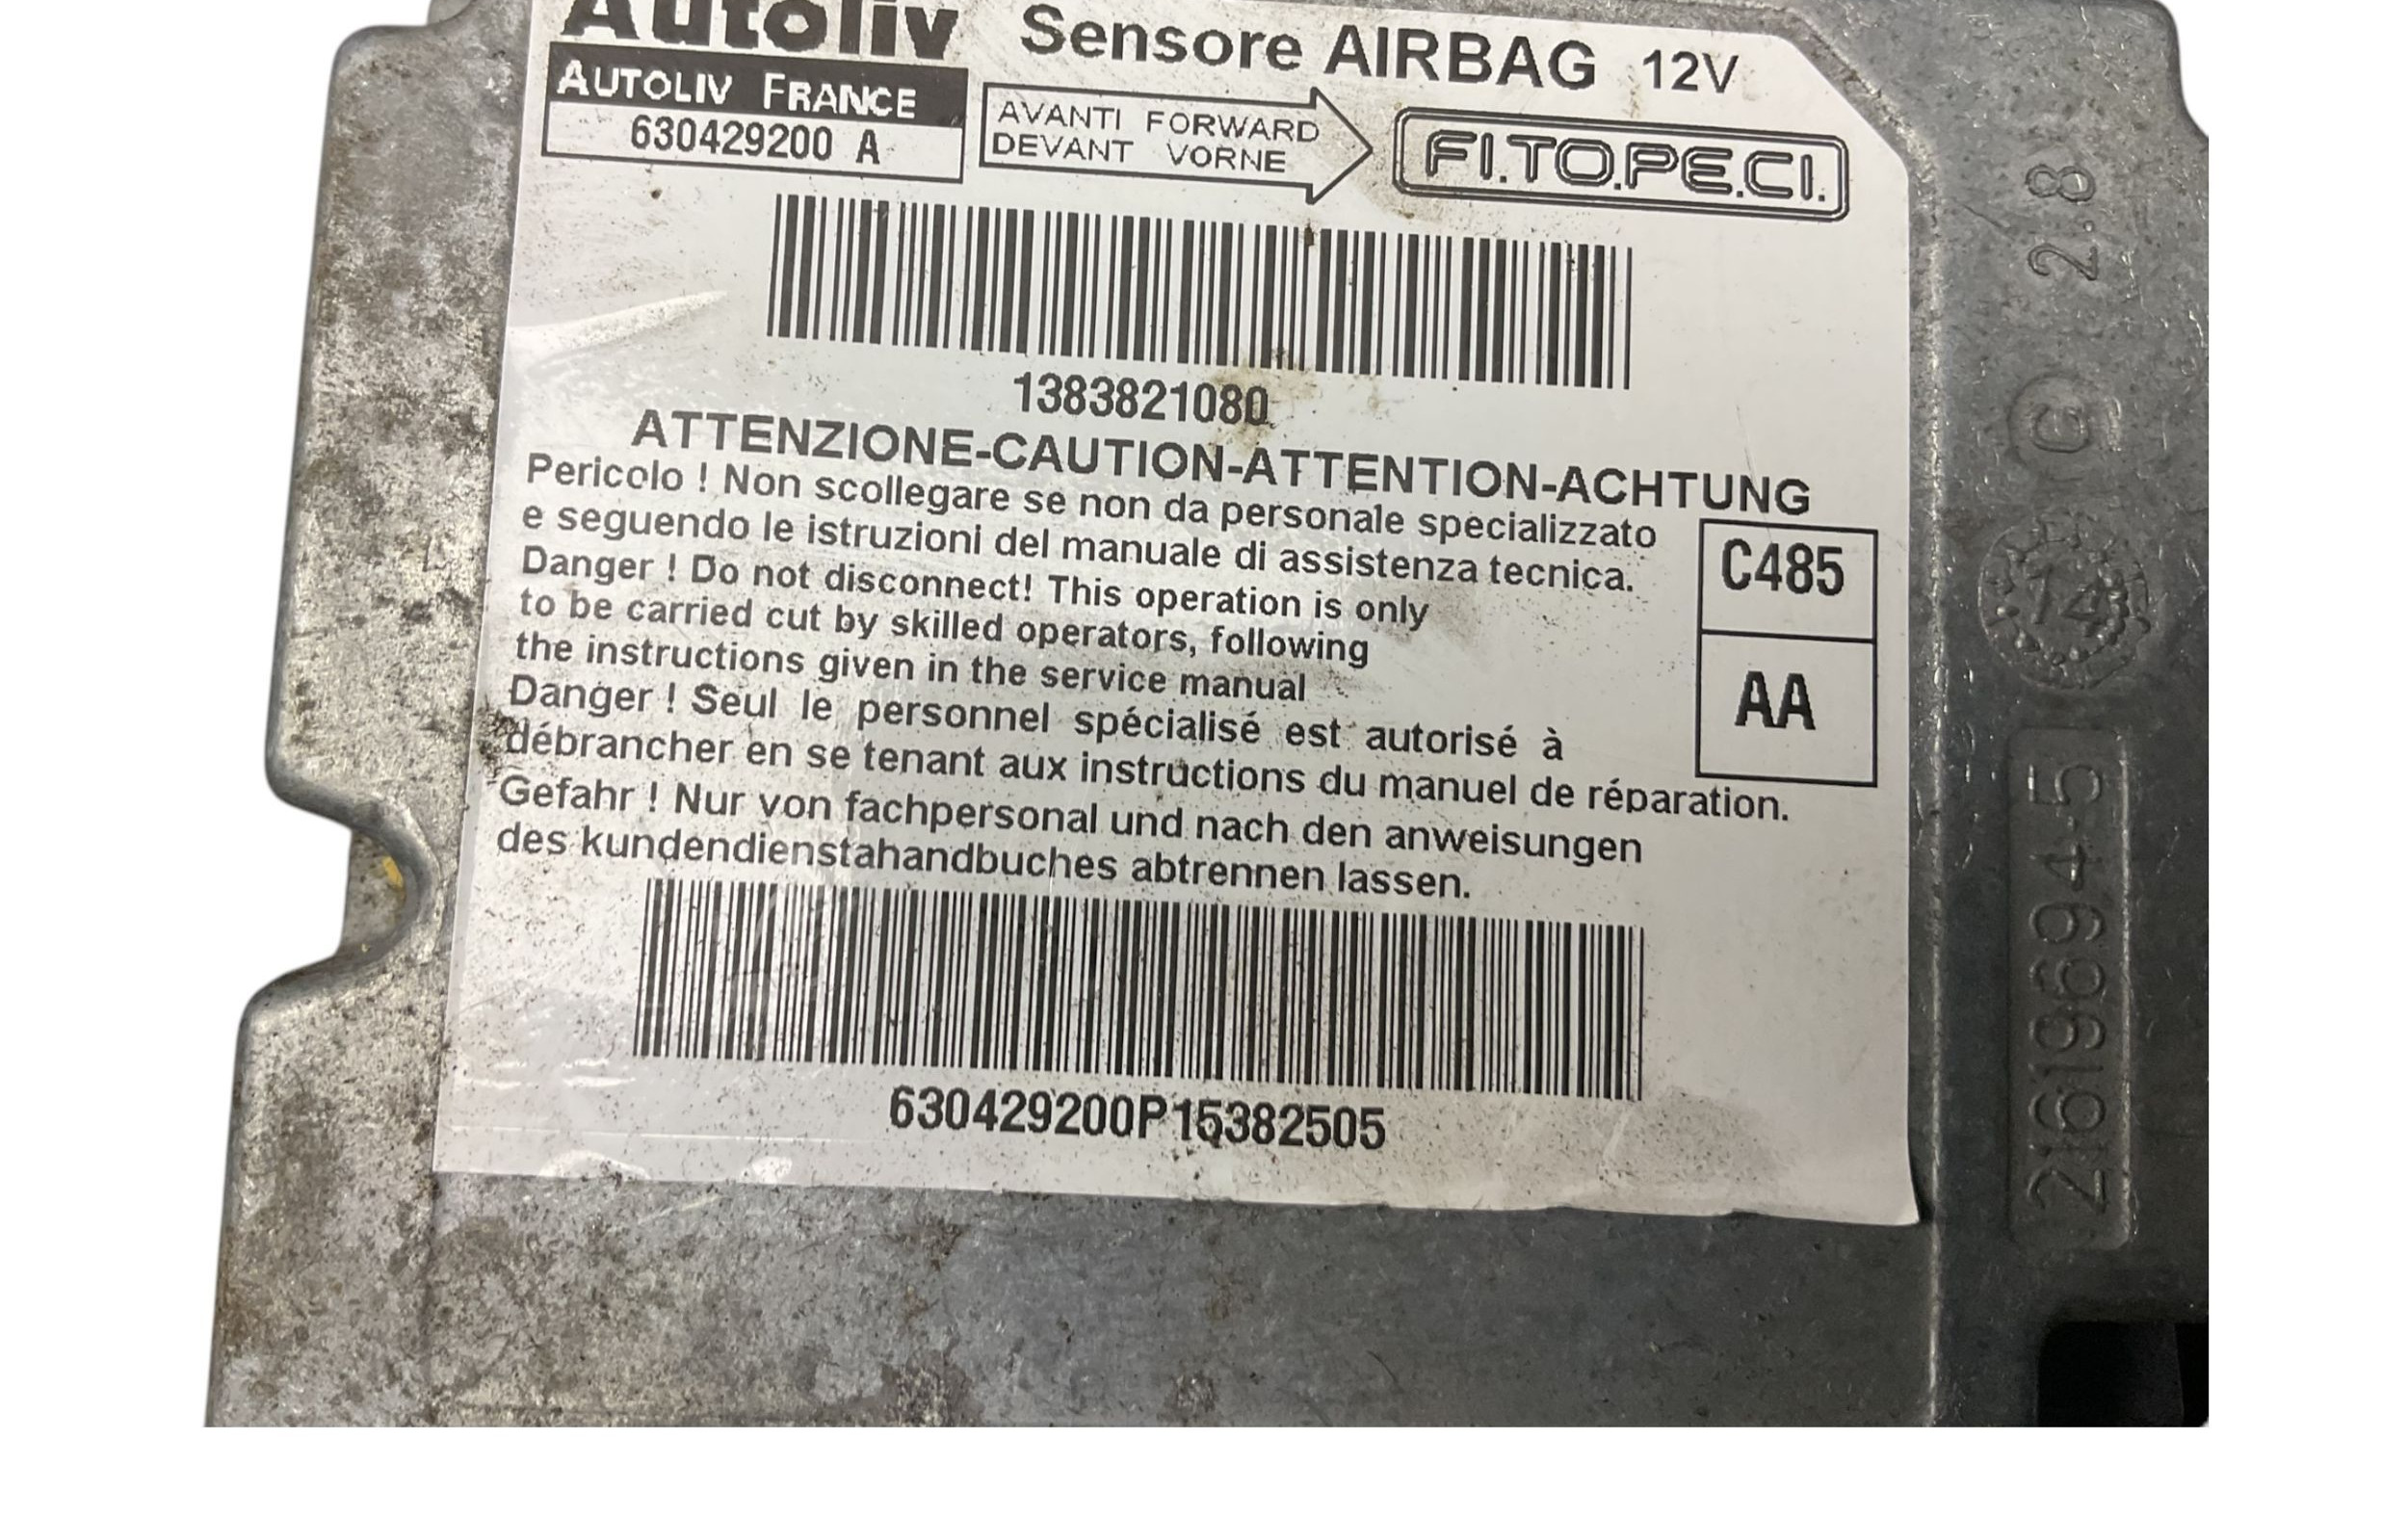 Autoliv Sensore AIRBAG 12V
AUTOLIV FRANCE
630429200 A
AVANTI FORWARD
DEVANT VORNE
FI.TO.PE.CI.
1383821080
ATTENZIONE-CAUTION-ATTENTION-ACHTUNG
Pericolo ! Non scollegare se non da personale specializzato
e seguendo le istruzioni del manuale di assistenza tecnica.
Danger ! Do not disconnect! This operation is only
to be carried cut by skilled operators, following
the instructions given in the service manual
Danger ! Seul le personnel spécialisé est autorisé à
débrancher en se tenant aux instructions du manuel de réparation.
Gefahr ! Nur von fachpersonal und nach den anweisungen
des kundendienstahandbuches abtrennen lassen.
C485
AA
630429200P15382505
2.8
G
14
21619694-5